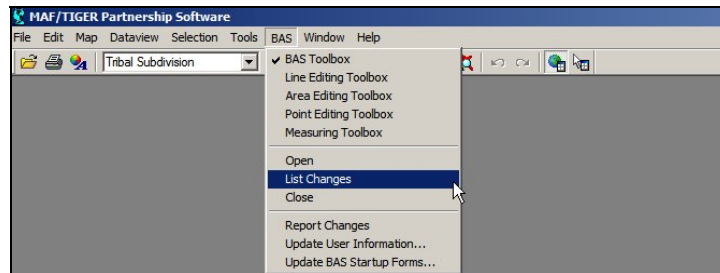 MAF/TIGER Partnership Software
File Edit Map Dataview Selection Tools BAS Window Help
Tribal Subdivision
BAS Toolbox
Line Editing Toolbox
Area Editing Toolbox
Point Editing Toolbox
Measuring Toolbox
Open
List Changes
Close
Report Changes
Update User Information...
Update BAS Startup Forms...